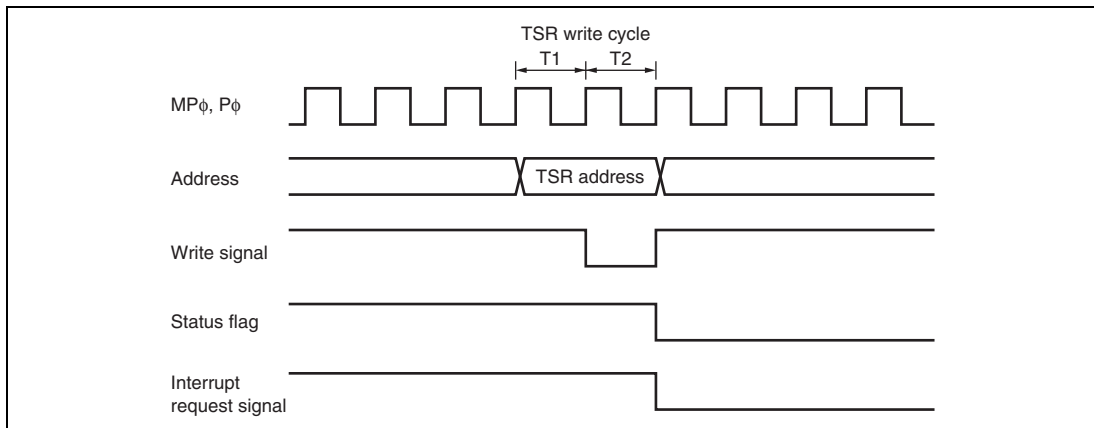 TSR write cycle
T1 T2
MPϕ, Pϕ
Address
TSR address
Write signal
Status flag
Interrupt
request signal